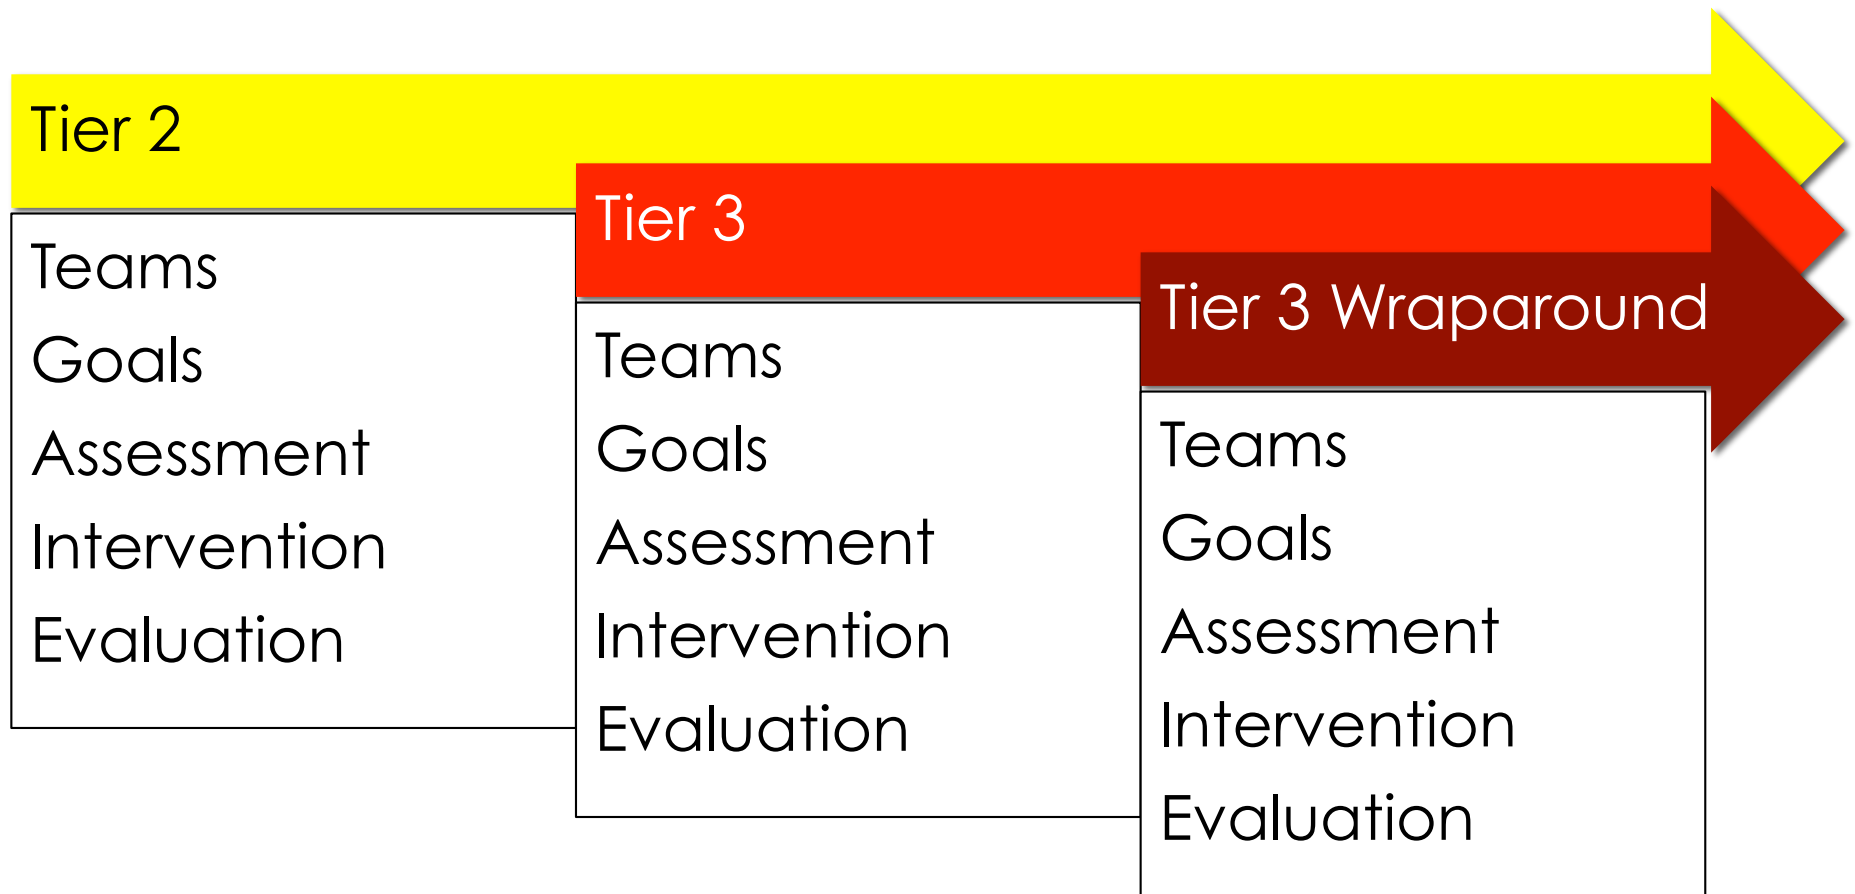 Tier 2
Teams
Goals
Assessment
Intervention
Evaluation
Tier 3
Teams
Goals
Assessment
Intervention
Evaluation
Tier 3 Wraparound
Teams
Goals
Assessment
Intervention
Evaluation